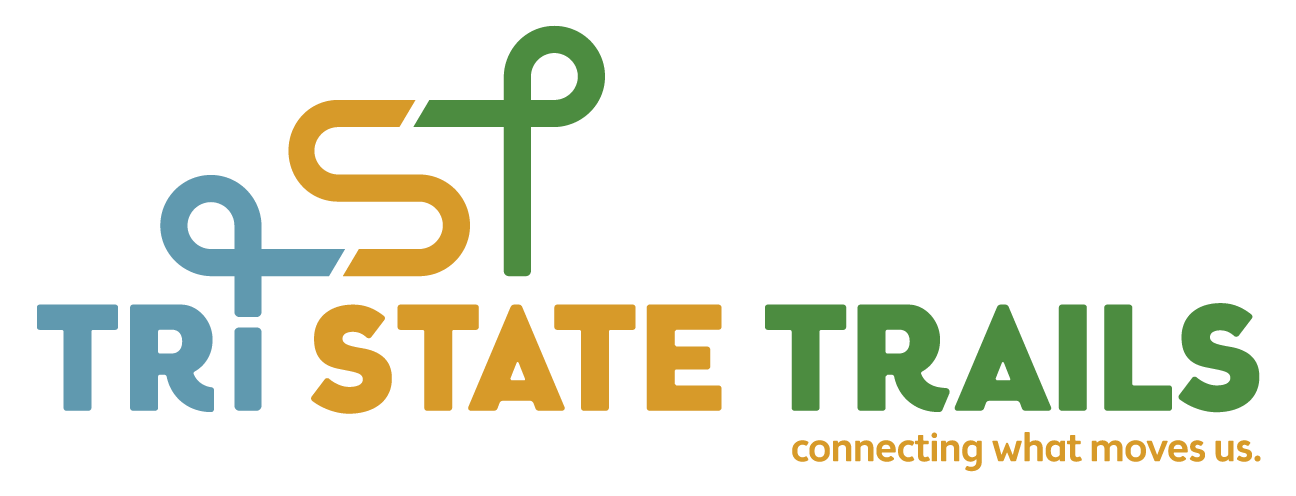 TRi STATE TRAILS
connecting what moves us.